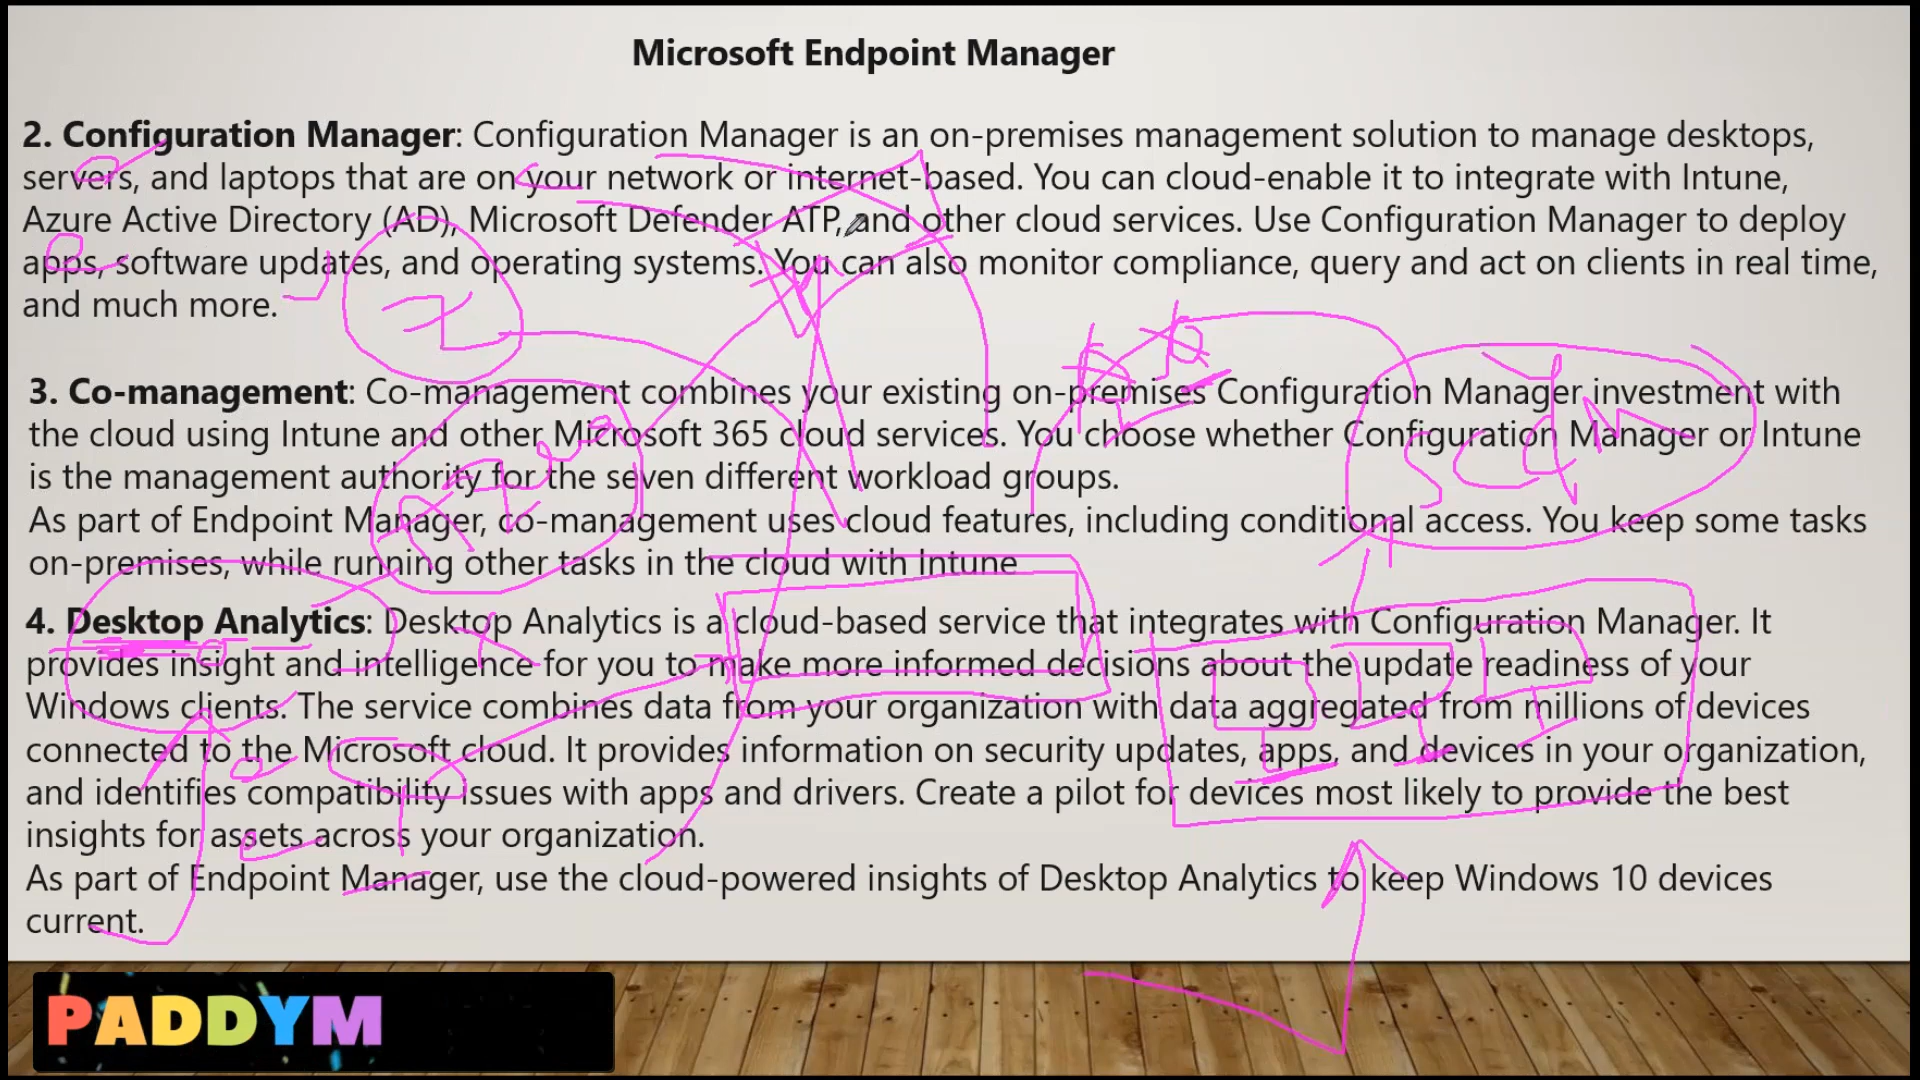 Microsoft Endpoint Manager
2. Configuration Manager: Configuration Manager is an on-premises management solution to manage desktops,
servers, and laptops that are on your network or internet-based. You can cloud-enable it to integrate with Intune,
Azure Active Directory (AD), Microsoft Defender ATP, and other cloud services. Use Configuration Manager to deploy
apps, software updates, and operating systems. You can also monitor compliance, query and act on clients in real time,
and much more.
3. Co-management: Co-management combines your existing on-premises Configuration Manager investment with
the cloud using Intune and other Microsoft 365 cloud services. You choose whether Configuration Manager or Intune
is the management authority for the seven different workload groups.
As part of Endpoint Manager, co-management uses cloud features, including conditional access. You keep some tasks
on-premises, while running other tasks in the cloud with Intune
4. Desktop Analytics: Desktop Analytics is a cloud-based service that integrates with Configuration Manager. It
provides insight and intelligence for you to make more informed decisions about the update readiness of your
Windows clients. The service combines data from your organization with data aggregated from millions of devices
connected to the Microsoft cloud. It provides information on security updates, apps, and devices in your organization,
and identifies compatibility issues with apps and drivers. Create a pilot for devices most likely to provide the best
insights for assets across your organization.
As part of Endpoint Manager, use the cloud-powered insights of Desktop Analytics to keep Windows 10 devices
current.
PADDYM